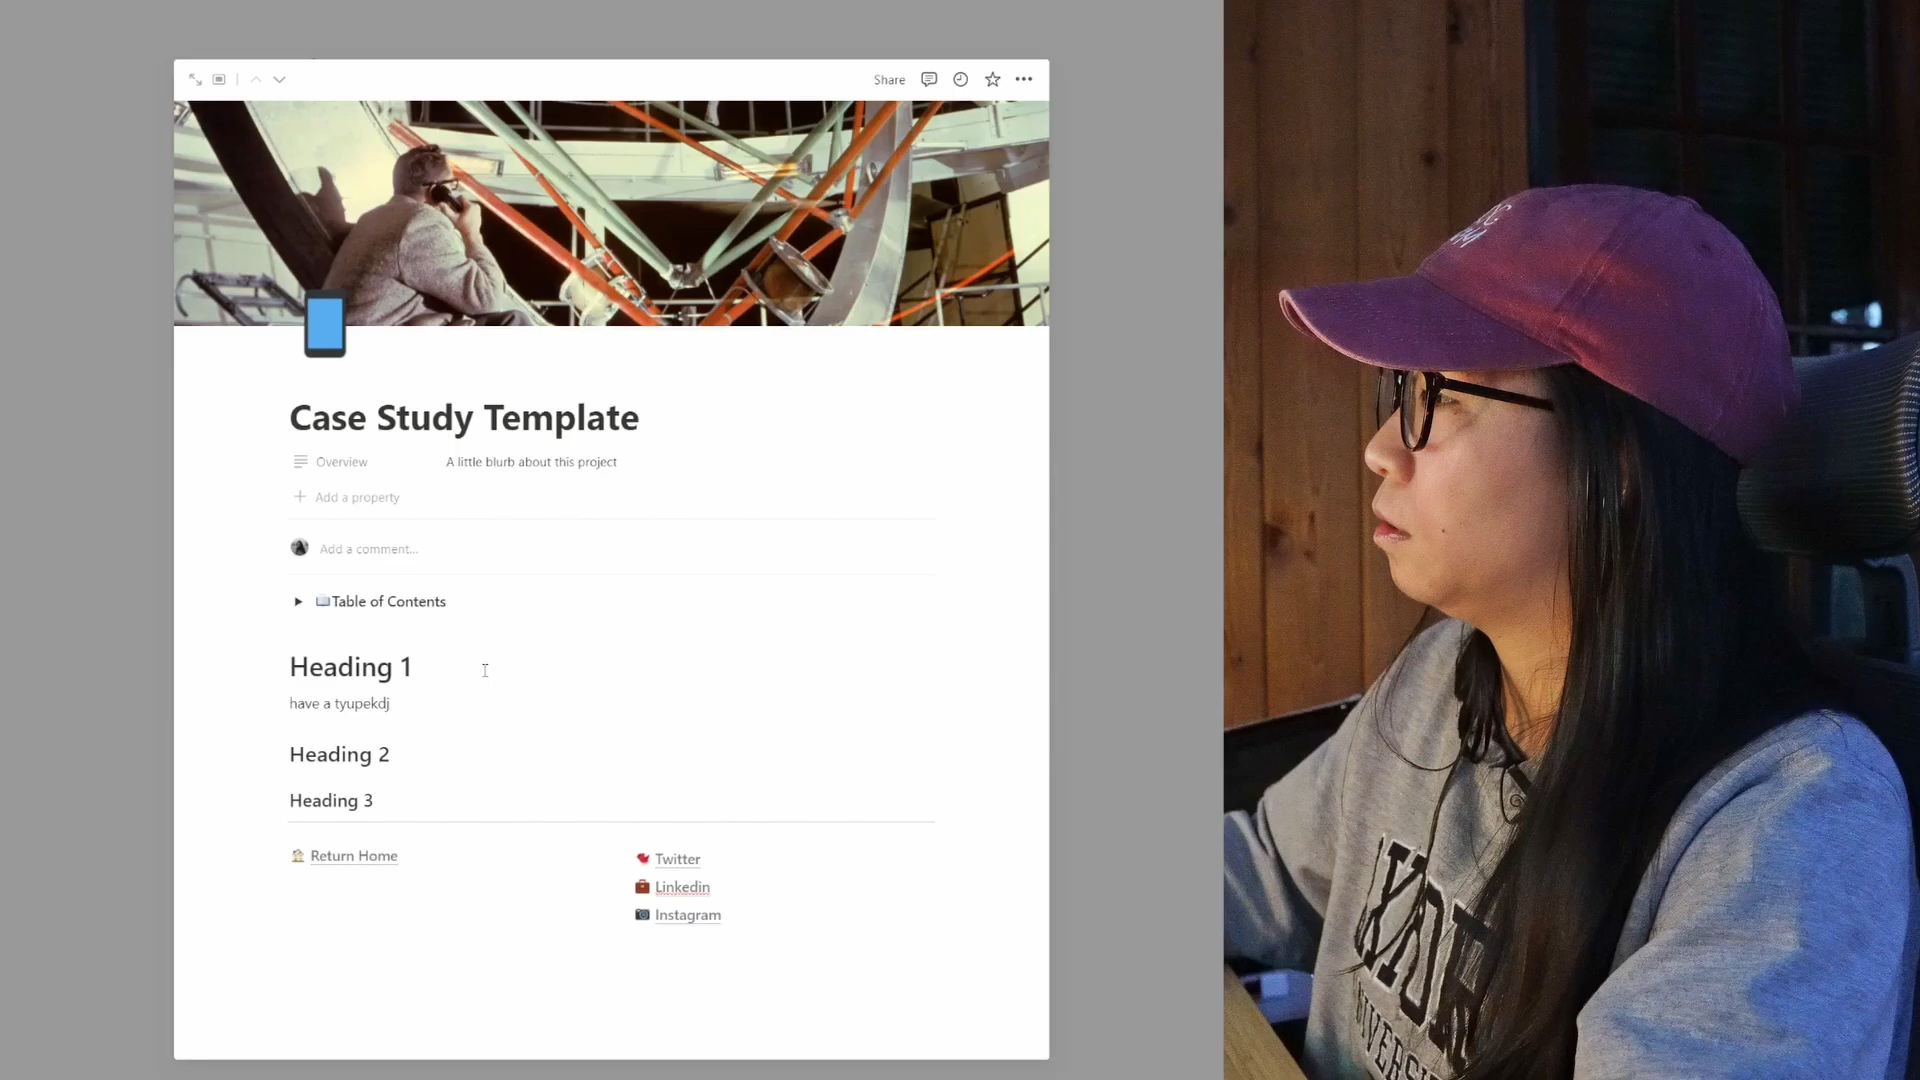 Share
Case Study Template
Overview
A little blurb about this project
Add a property
Add a comment...
Table of Contents
Heading 1
have a tyupekdj
Heading 2
Heading 3
Return Home
Twitter
Linkedin
Instagram